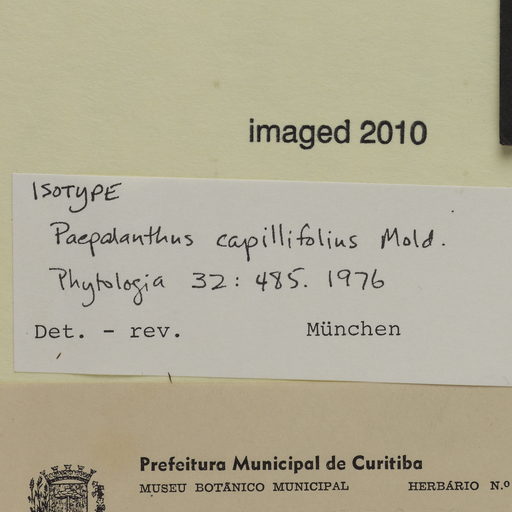 imaged 2010
ISOTYPE
Paepalanthus capillifolius Mold.
Phytologia 32: 485. 1976
Det. - rev. München
Prefeitura Municipal de Curitiba
MUSEU BOTÂNICO MUNICIPAL HERBÁRIO N.º